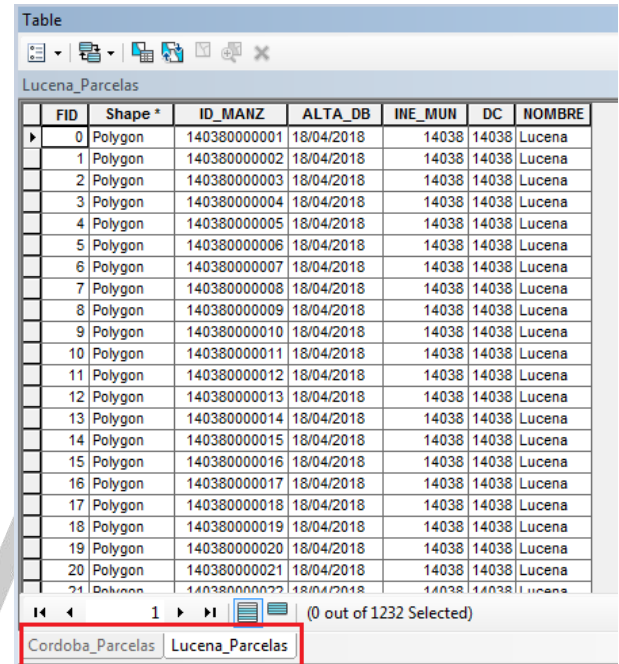 Table
Lucena_Parcelas
FID Shape * ID_MANZ ALTA_DB INE_MUN DC NOMBRE
0 Polygon 140380000001 18/04/2018 14038 14038 Lucena
1 Polygon 140380000002 18/04/2018 14038 14038 Lucena
2 Polygon 140380000003 18/04/2018 14038 14038 Lucena
3 Polygon 140380000004 18/04/2018 14038 14038 Lucena
4 Polygon 140380000005 18/04/2018 14038 14038 Lucena
5 Polygon 140380000006 18/04/2018 14038 14038 Lucena
6 Polygon 140380000007 18/04/2018 14038 14038 Lucena
7 Polygon 140380000008 18/04/2018 14038 14038 Lucena
8 Polygon 140380000009 18/04/2018 14038 14038 Lucena
9 Polygon 140380000010 18/04/2018 14038 14038 Lucena
10 Polygon 140380000011 18/04/2018 14038 14038 Lucena
11 Polygon 140380000012 18/04/2018 14038 14038 Lucena
12 Polygon 140380000013 18/04/2018 14038 14038 Lucena
13 Polygon 140380000014 18/04/2018 14038 14038 Lucena
14 Polygon 140380000015 18/04/2018 14038 14038 Lucena
15 Polygon 140380000016 18/04/2018 14038 14038 Lucena
16 Polygon 140380000017 18/04/2018 14038 14038 Lucena
17 Polygon 140380000018 18/04/2018 14038 14038 Lucena
18 Polygon 140380000019 18/04/2018 14038 14038 Lucena
19 Polygon 140380000020 18/04/2018 14038 14038 Lucena
20 Polygon 140380000021 18/04/2018 14038 14038 Lucena
21 Polygon 140380000022 18/04/2018 14038 14038 Lucena
1 (0 out of 1232 Selected)
Cordoba_Parcelas Lucena_Parcelas